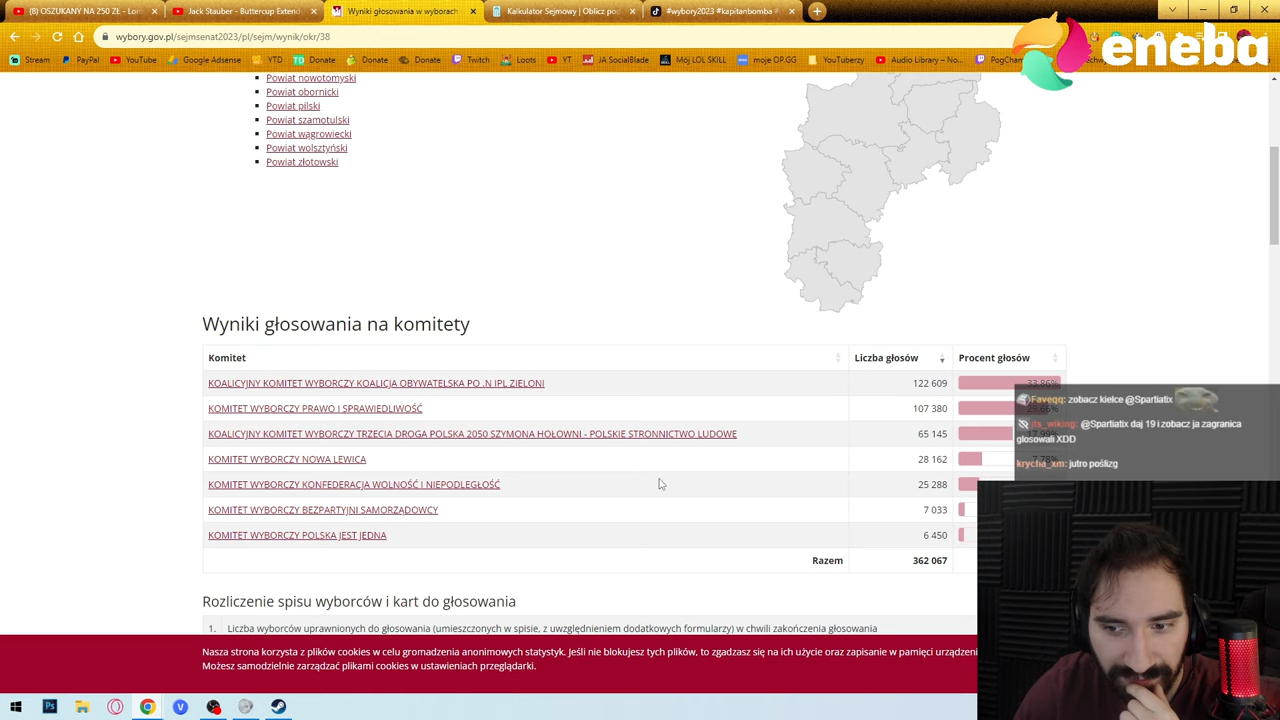 (8) OSZUKANY NA 250 ZŁ - Lor
Jack Stauber - Buttercup Extend
Wyniki głosowania w wyborach
Kalkulator Sejmowy | Oblicz pod
#wybory2023 #kapitanbomba #
wybory.gov.pl/sejmsenat2023/pl/sejm/wynik/okr/38
eneba
Stream PayPal YouTube YTD Google Adsense Donate Donate Donate Twitch Loots YT JA SocialBlade Mój LOL SKILL moje OP.GG YouTuberzy Audio Library – No... PogCham
Powiat nowotomyski
Powiat obornicki
Powiat pilski
Powiat szamotulski
Powiat wągrowiecki
Powiat wolsztyński
Powiat złotowski
Wyniki głosowania na komitety
Komitet Liczba głosów Procent głosów
KOALICYJNY KOMITET WYBORCZY KOALICJA OBYWATELSKA PO .N IPL ZIELONI 122 609 33,86%
KOMITET WYBORCZY PRAWO I SPRAWIEDLIWOŚĆ 107 380
KOALICYJNY KOMITET WYBORCZY TRZECIA DROGA POLSKA 2050 SZYMONA HOŁOWNI - POLSKIE STRONNICTWO LUDOWE 65 145
KOMITET WYBORCZY NOWA LEWICA 28 162 7,78%
KOMITET WYBORCZY KONFEDERACJA WOLNOŚĆ I NIEPODLEGŁOŚĆ 25 288
KOMITET WYBORCZY BEZPARTYJNI SAMORZĄDOWCY 7 033
KOMITET WYBORCZY POLSKA JEST JEDNA 6 450
Razem 362 067
Faveqq: zobacz kielce @Spartiatix
jts_wiking: @Spartiatix daj 19 i zobacz ja zagranica
głosowali XDD
krycha_xm: jutro poślizg
Rozliczenie spisu wyborców i kart do głosowania
1. Liczba wyborców uprawnionych do głosowania (umieszczonych w spisie, z uwzględnieniem dodatkowych formularzy) w chwili zakończenia głosowania
Nasza strona korzysta z plików cookies w celu gromadzenia anonimowych statystyk. Jeśli nie blokujesz tych plików, to zgadzasz się na ich użycie oraz zapisanie w pamięci urządzeni
Możesz samodzielnie zarządzać plikami cookies w ustawieniach przeglądarki.